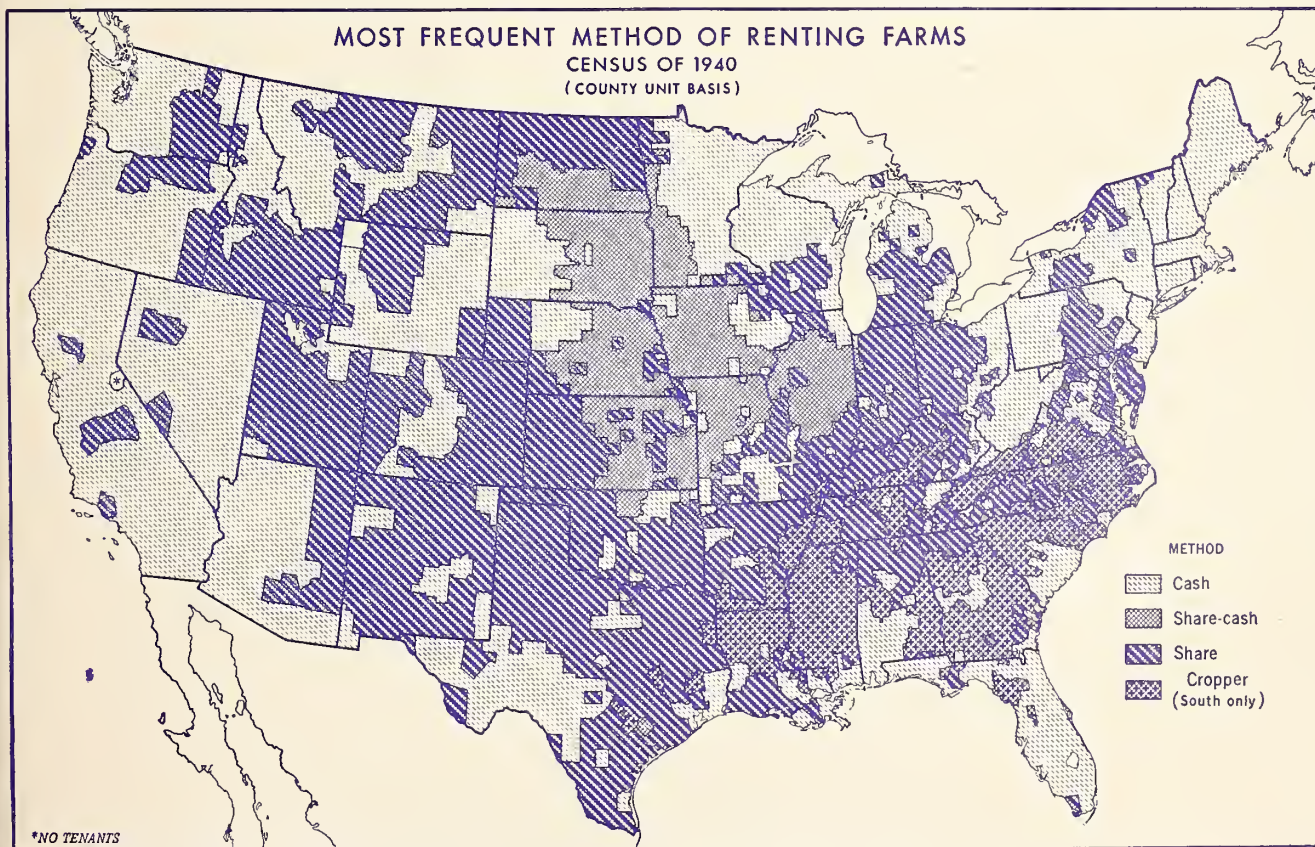 MOST FREQUENT METHOD OF RENTING FARMS
CENSUS OF 1940
(COUNTY UNIT BASIS)
*
METHOD
Cash
Share-cash
Share
Cropper
(South only)
*NO TENANTS